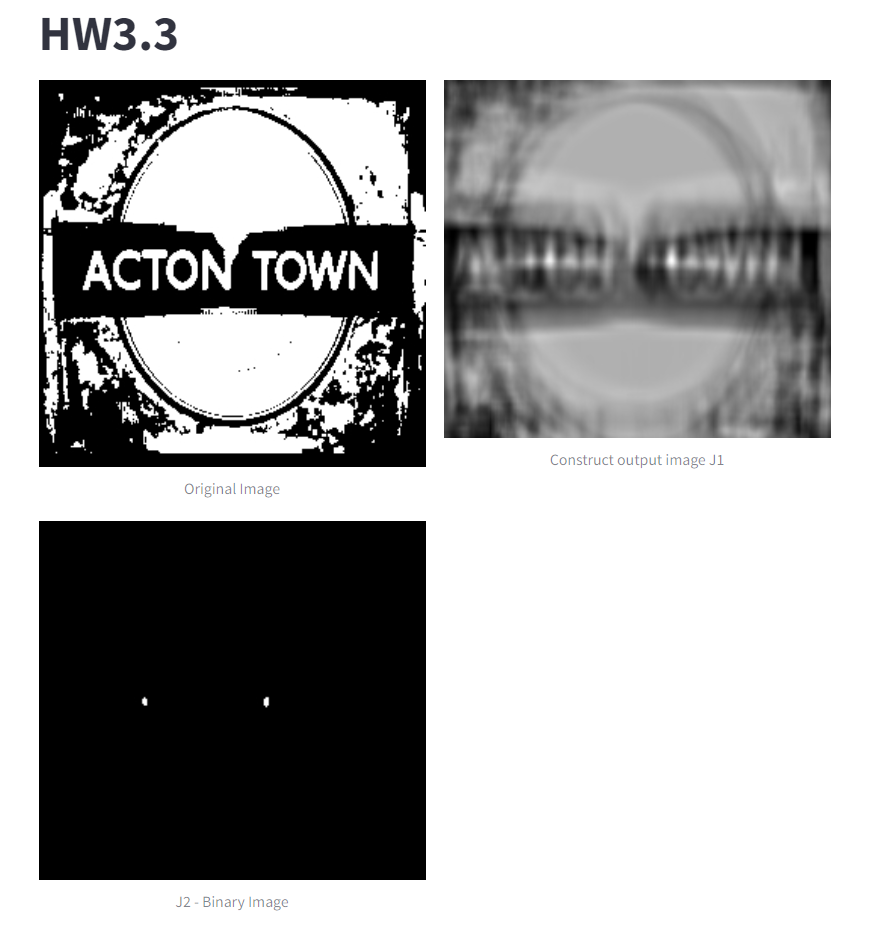 HW3.3
ACTON TOWN
Original Image
Construct output image J1
J2 - Binary Image